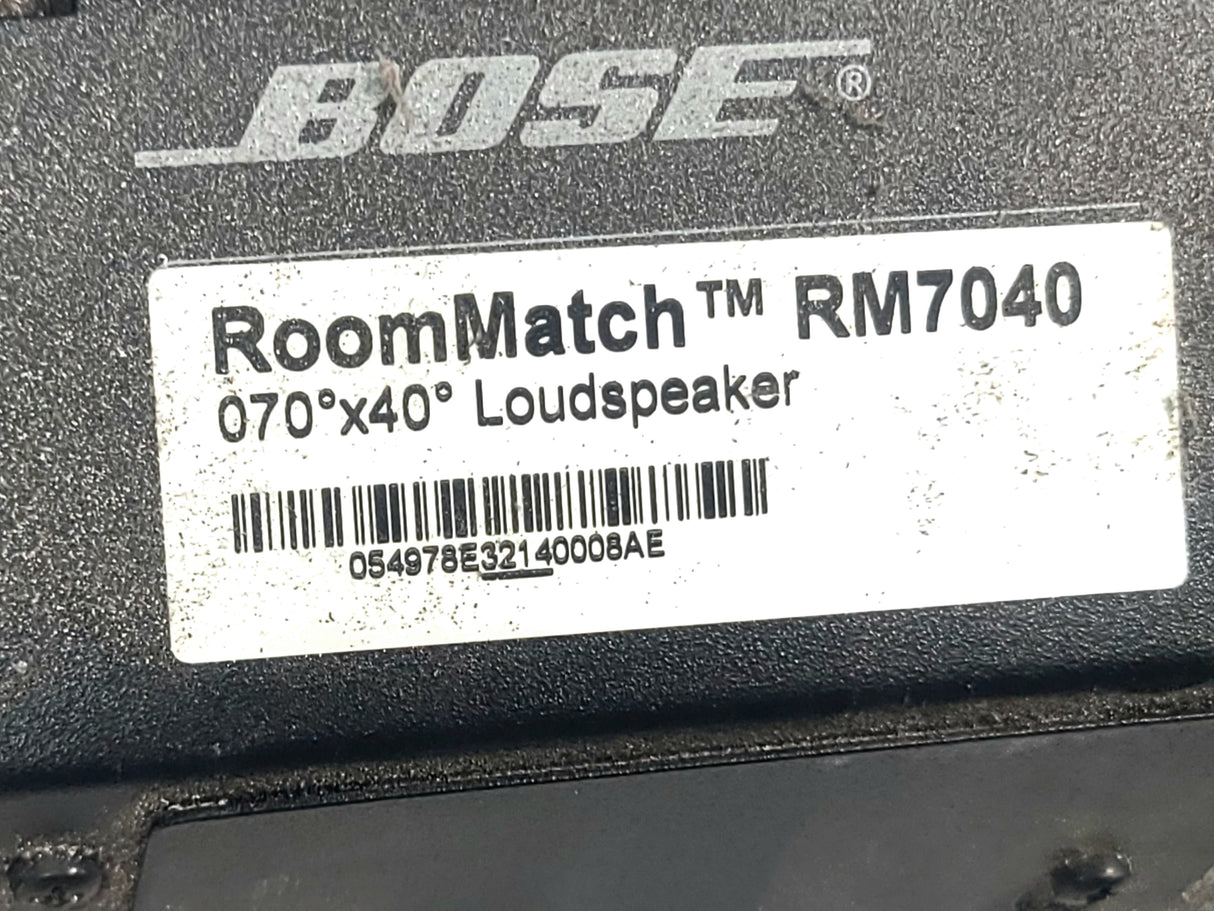 BOSE®
RoomMatch™ RM7040
070°x40° Loudspeaker
054978E32140008AE